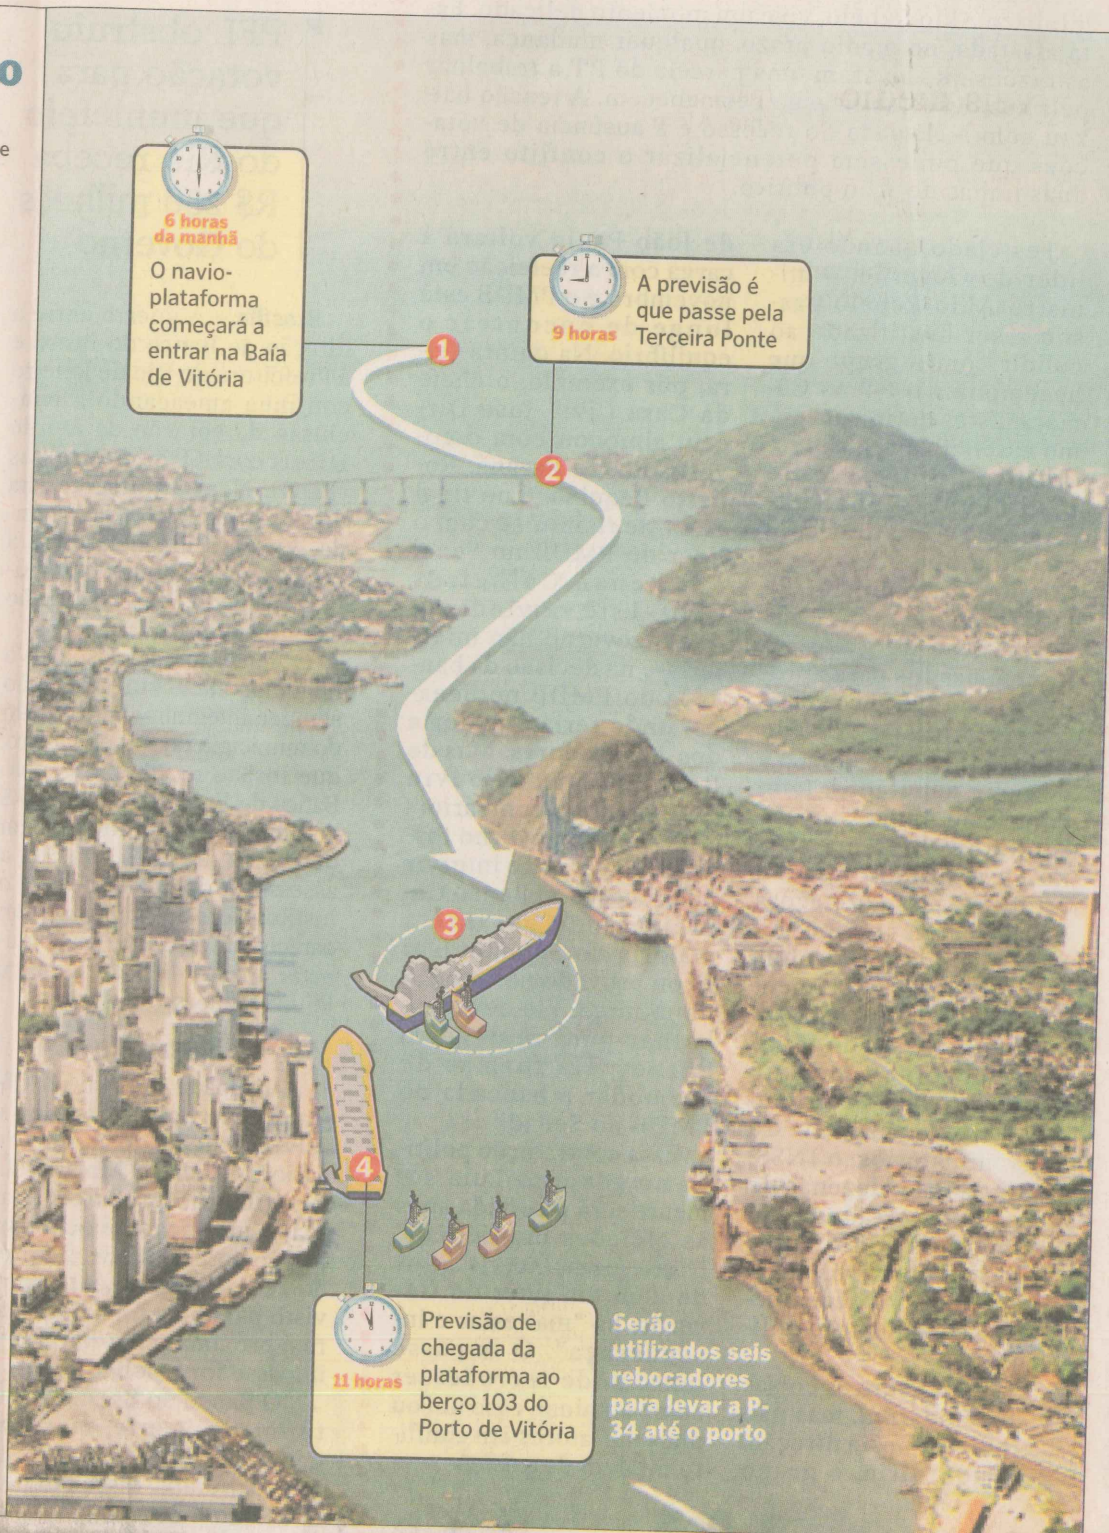 o
e
6 horas
da manhã
O navio-
plataforma
começará a
entrar na Baía
de Vitória
9 horas
A previsão é
que passe pela
Terceira Ponte
1
2
3
4
11 horas
Previsão de
chegada da
plataforma ao
berço 103 do
Porto de Vitória
Serão
utilizados seis
rebocadores
para levar a P-
34 até o porto